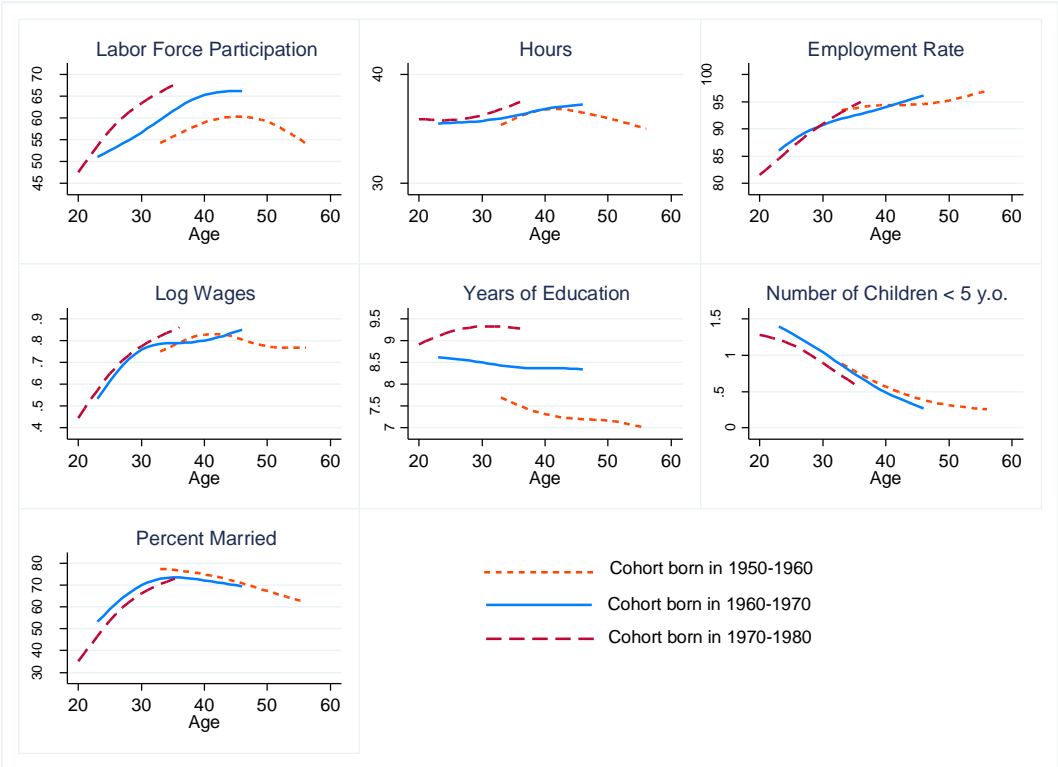 Labor Force Participation
70
65
60
55
50
45
20 30 40 50 60
Age
Hours
40
30
20 30 40 50 60
Age
Employment Rate
100
95
90
85
80
20 30 40 50 60
Age
Log Wages
.9
.8
.7
.6
.5
.4
20 30 40 50 60
Age
Years of Education
9.5
9
8.5
8
7.5
7
20 30 40 50 60
Age
Number of Children < 5 y.o.
1.5
1
.5
0
20 30 40 50 60
Age
Percent Married
80
70
60
50
40
30
20 30 40 50 60
Age
Cohort born in 1950-1960
Cohort born in 1960-1970
Cohort born in 1970-1980